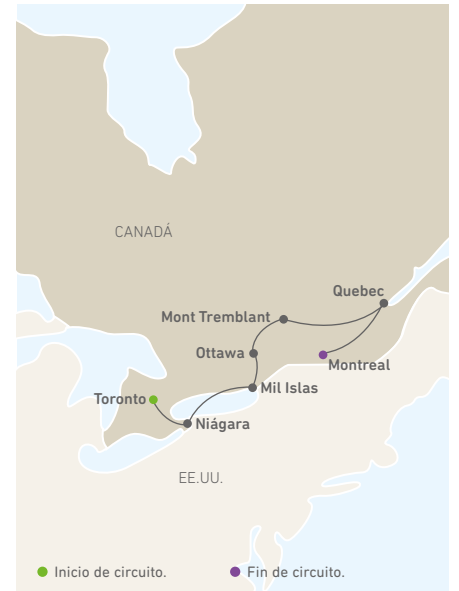 CANADÁ
Quebec
Mont Tremblant
Ottawa
Montreal
Mil Islas
Toronto
Niágara
EE.UU.
Inicio de circuito.
Fin de circuito.